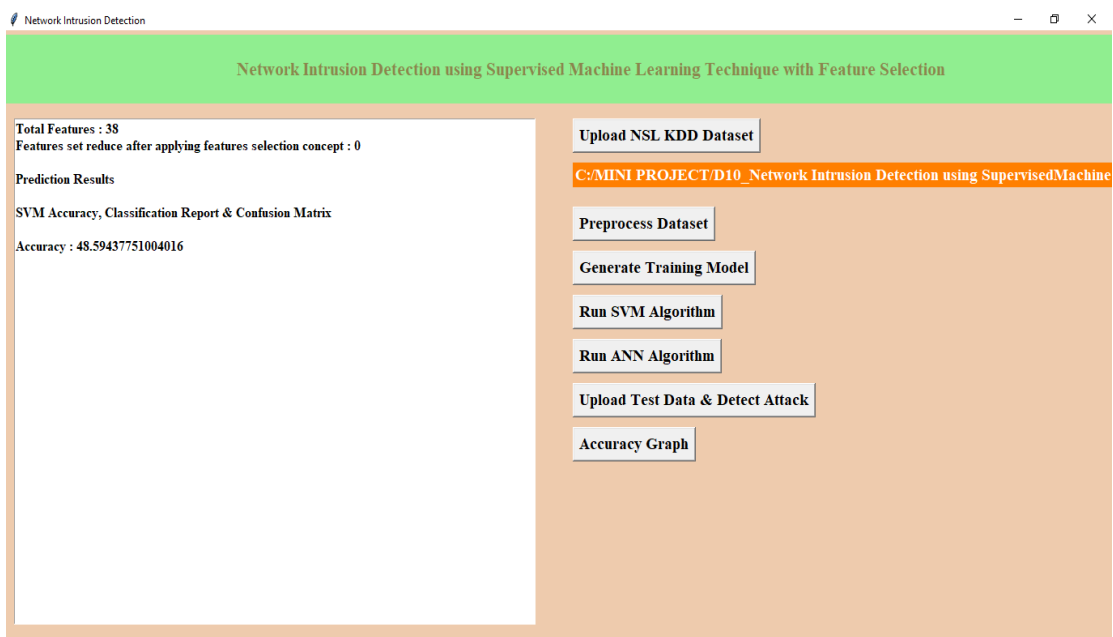 Network Intrusion Detection
Network Intrusion Detection using Supervised Machine Learning Technique with Feature Selection
Total Features : 38
Features set reduce after applying features selection concept : 0
Prediction Results
SVM Accuracy, Classification Report & Confusion Matrix
Accuracy : 48.59437751004016
Upload NSL KDD Dataset
C:/MINI PROJECT/D10_Network Intrusion Detection using SupervisedMachine
Preprocess Dataset
Generate Training Model
Run SVM Algorithm
Run ANN Algorithm
Upload Test Data & Detect Attack
Accuracy Graph